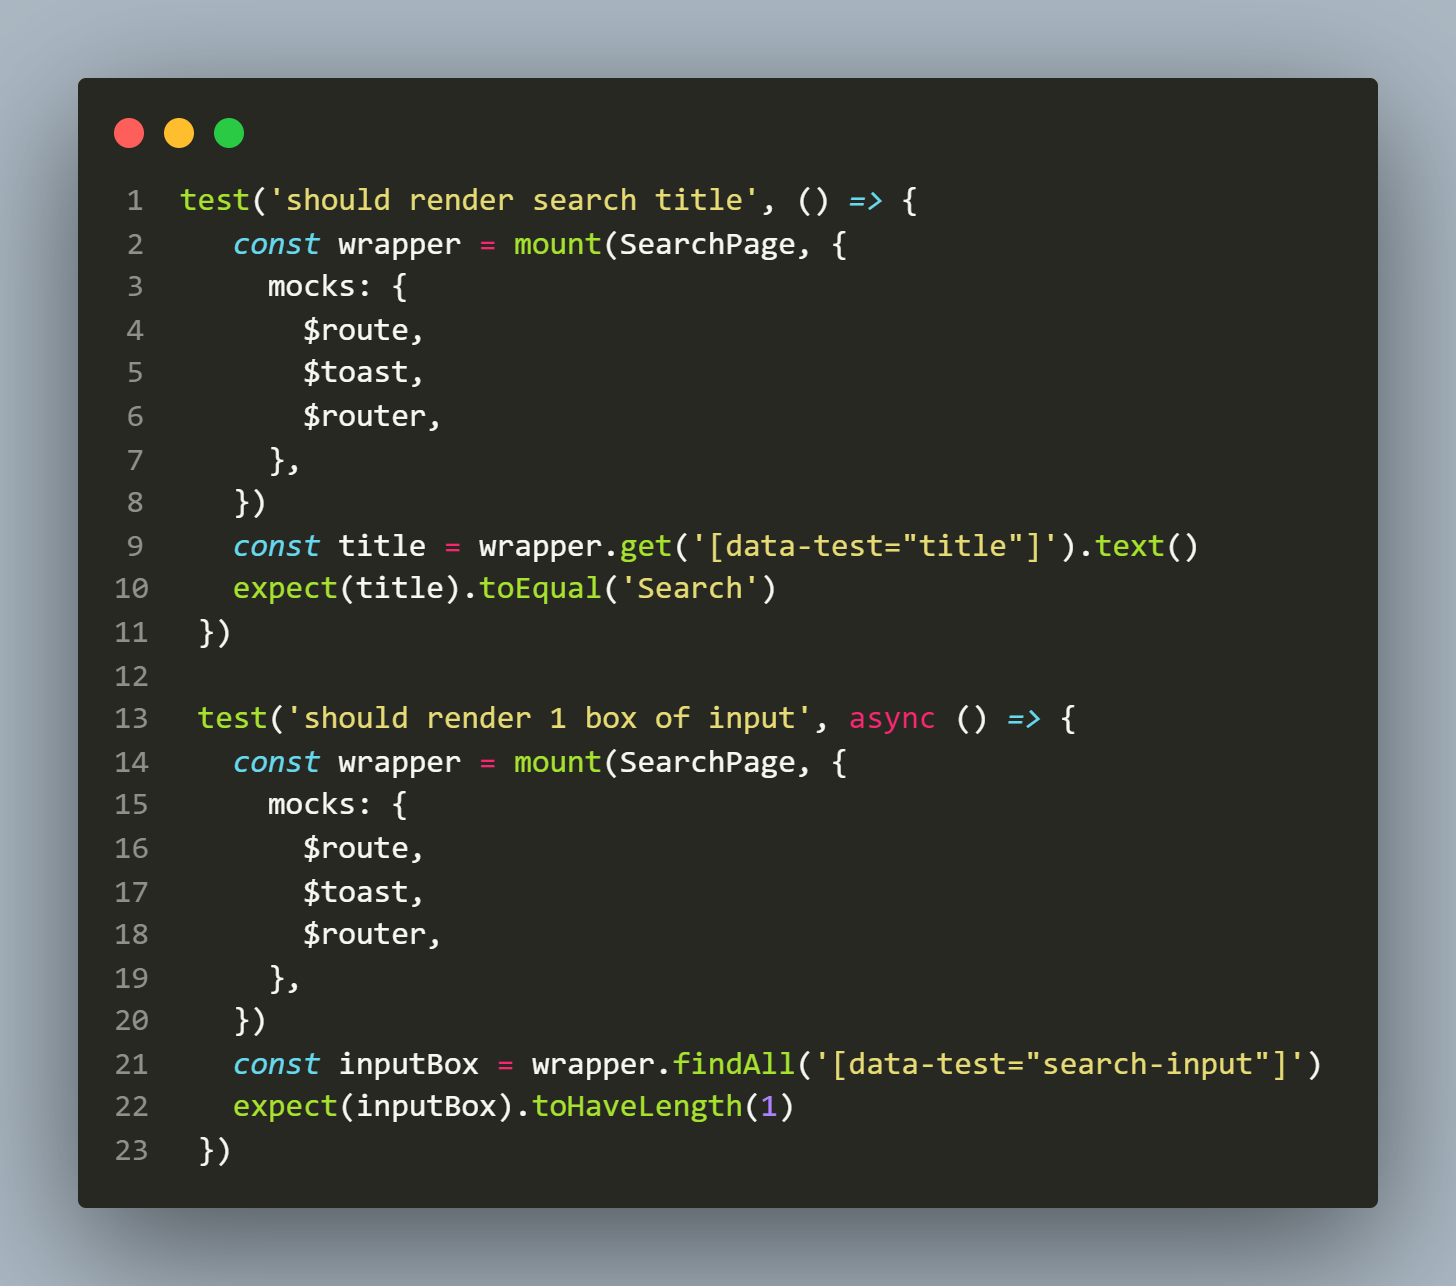 1 test('should render search title', () => {
2 const wrapper = mount(SearchPage, {
3 mocks: {
4 $route,
5 $toast,
6 $router,
7 },
8 })
9 const title = wrapper.get('[data-test="title"]').text()
10 expect(title).toEqual('Search')
11 })
12
13 test('should render 1 box of input', async () => {
14 const wrapper = mount(SearchPage, {
15 mocks: {
16 $route,
17 $toast,
18 $router,
19 },
20 })
21 const inputBox = wrapper.findAll('[data-test="search-input"]')
22 expect(inputBox).toHaveLength(1)
23 })